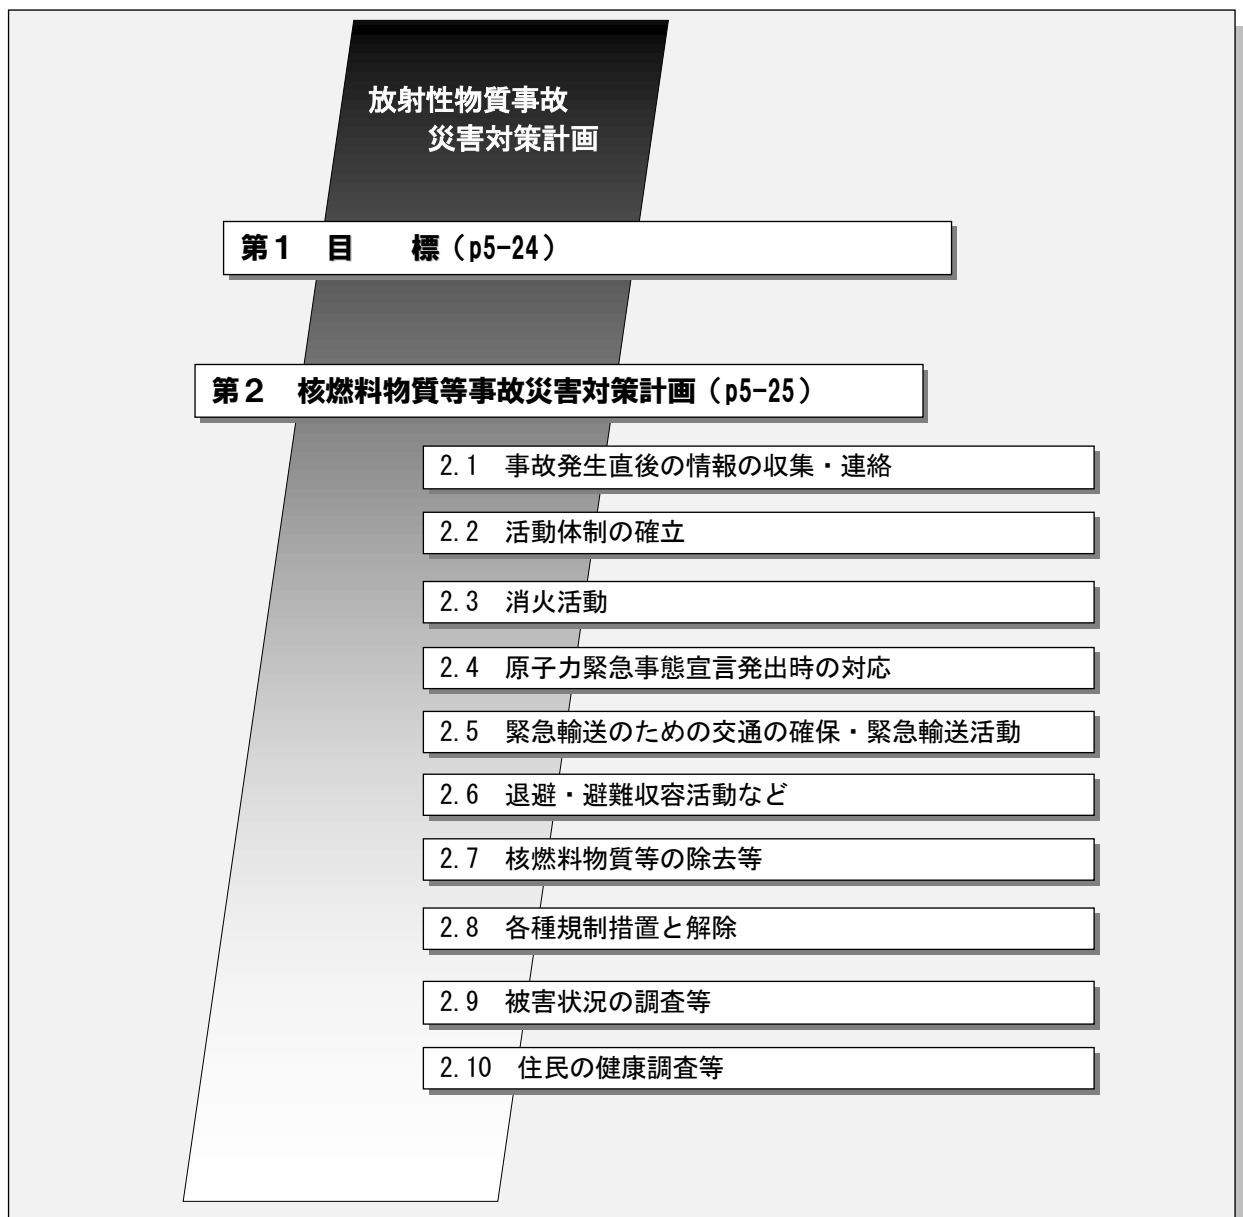 放射性物質事故
災害対策計画
第１　目　　標（p5-24）
第２　核燃料物質等事故災害対策計画（p5-25）
2.1　事故発生直後の情報の収集・連絡
2.2　活動体制の確立
2.3　消火活動
2.4　原子力緊急事態宣言発出時の対応
2.5　緊急輸送のための交通の確保・緊急輸送活動
2.6　退避・避難収容活動など
2.7　核燃料物質等の除去等
2.8　各種規制措置と解除
2.9　被害状況の調査等
2.10　住民の健康調査等